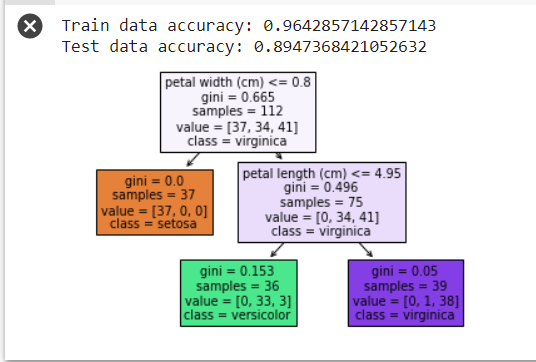 Train data accuracy: 0.9642857142857143
Test data accuracy: 0.8947368421052632
petal width (cm) <= 0.8
gini = 0.665
samples = 112
value = [37, 34, 41]
class = virginica
gini = 0.0
samples = 37
value = [37, 0, 0]
class = setosa
petal length (cm) <= 4.95
gini = 0.496
samples = 75
value = [0, 34, 41]
class = virginica
gini = 0.153
samples = 36
value = [0, 33, 3]
class = versicolor
gini = 0.05
samples = 39
value = [0, 1, 38]
class = virginica